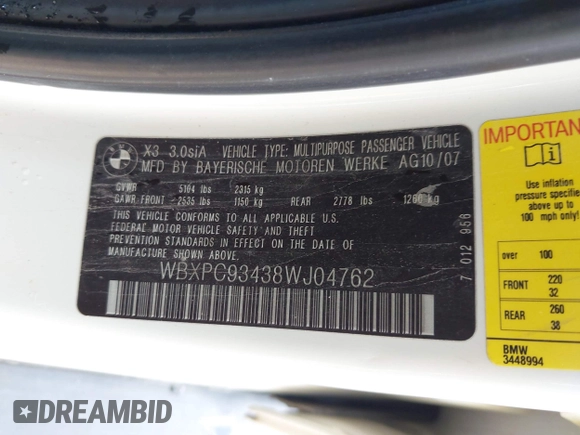 BMW
X3 3.0siA VEHICLE TYPE: MULTIPURPOSE PASSENGER VEHICLE
MFD BY BAYERISCHE MOTOREN WERKE AG10/07
GVWR 5104 lbs 2315 kg
GAWR FRONT 2535 lbs 1150 kg REAR 2778 lbs 1260 kg
THIS VEHICLE CONFORMS TO ALL APPLICABLE U.S.
FEDERAL MOTOR VEHICLE SAFETY AND THEFT
PREVENTION STANDARDS IN EFFECT ON THE DATE OF
MANUFACTURE SHOWN ABOVE.
WBXPC93438WJ04762
7 012 956
IMPORTAN
Use inflation
pressure
specified
above up to
100 mph only!
over 100
FRONT 220
32
REAR 260
38
BMW
3448994
DREAMBID